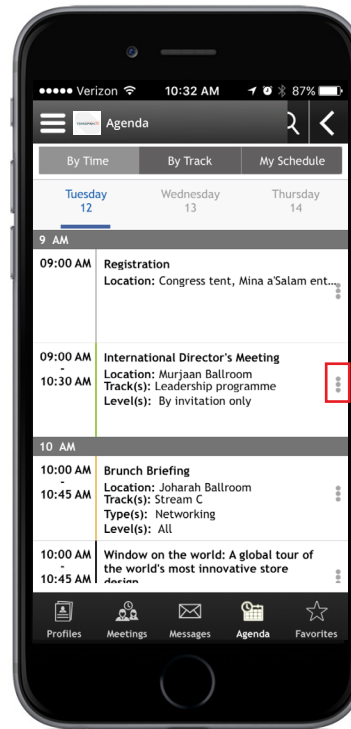 Verizon 10:32 AM 87%
Agenda
By Time By Track My Schedule
Tuesday Wednesday Thursday
12 13 14
9 AM
09:00 AM Registration
Location: Congress tent, Mina a'Salam ent...
09:00 AM International Director's Meeting
-
10:30 AM Location: Murjaan Ballroom
Track(s): Leadership programme
Level(s): By invitation only
10 AM
10:00 AM Brunch Briefing
-
10:45 AM Location: Joharah Ballroom
Track(s): Stream C
Type(s): Networking
Level(s): All
10:00 AM Window on the world: A global tour of
-
10:45 AM the world's most innovative store
design
Profiles Meetings Messages Agenda Favorites